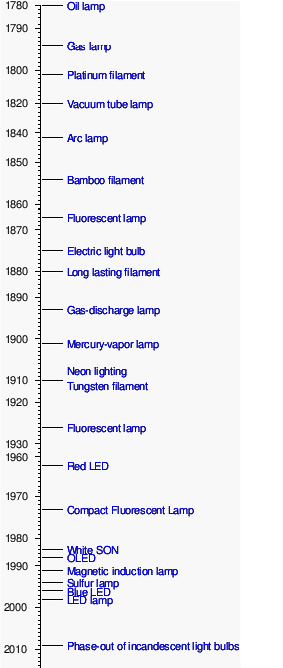 1780 Oil lamp
1790
Gas lamp
1800 Platinum filament
1820 Vacuum tube lamp
1840 Arc lamp
1850
Bamboo filament
1860
Fluorescent lamp
1870
Electric light bulb
1880 Long lasting filament
1890
Gas-discharge lamp
1900
Mercury-vapor lamp
Neon lighting
1910
Tungsten filament
1920
Fluorescent lamp
1930
1960
Red LED
1970
Compact Fluorescent Lamp
1980
White SON
OLED
1990
Magnetic induction lamp
Sulfur lamp
Blue LED
LED lamp
2000
Phase-out of incandescent light bulbs
2010